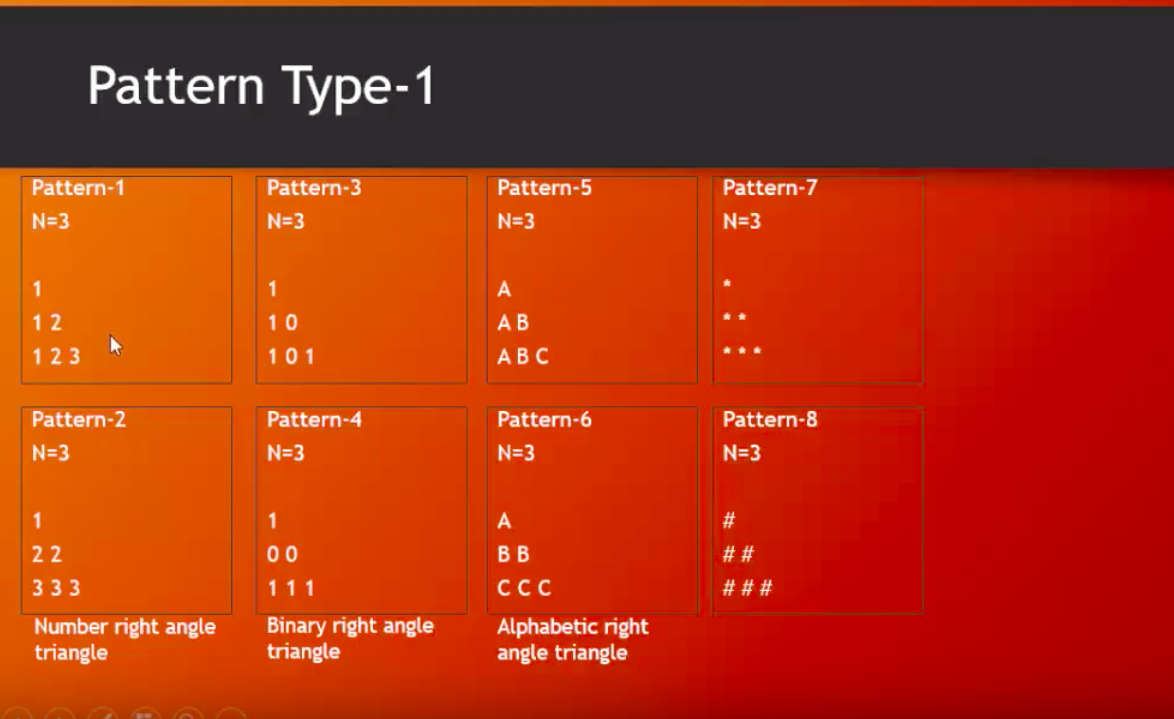 Pattern Type-1
Pattern-1
N=3
1
1 2
1 2 3
Pattern-3
N=3
1
1 0
1 0 1
Pattern-5
N=3
A
A B
A B C
Pattern-7
N=3
*
* *
* * *
Pattern-2
N=3
1
2 2
3 3 3
Number right angle
triangle
Pattern-4
N=3
1
0 0
1 1 1
Binary right angle
triangle
Pattern-6
N=3
A
B B
C C C
Alphabetic right
angle triangle
Pattern-8
N=3
#
# #
# # #